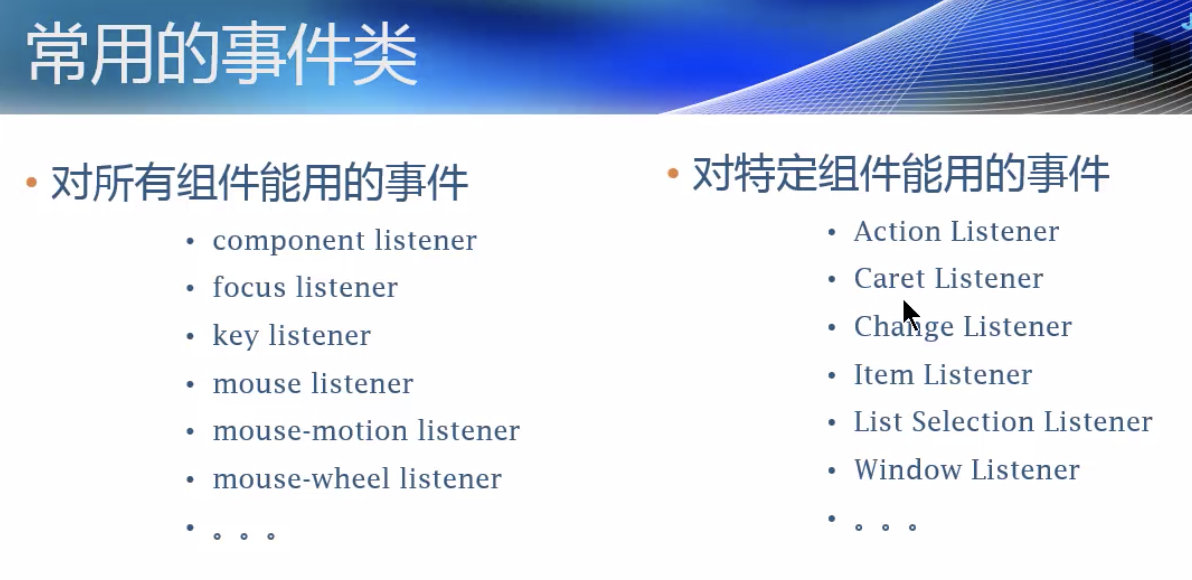 常用的事件类
• 对所有组件能用的事件
• component listener
• focus listener
• key listener
• mouse listener
• mouse-motion listener
• mouse-wheel listener
• 。。。
• 对特定组件能用的事件
• Action Listener
• Caret Listener
• Change Listener
• Item Listener
• List Selection Listener
• Window Listener
• 。。。